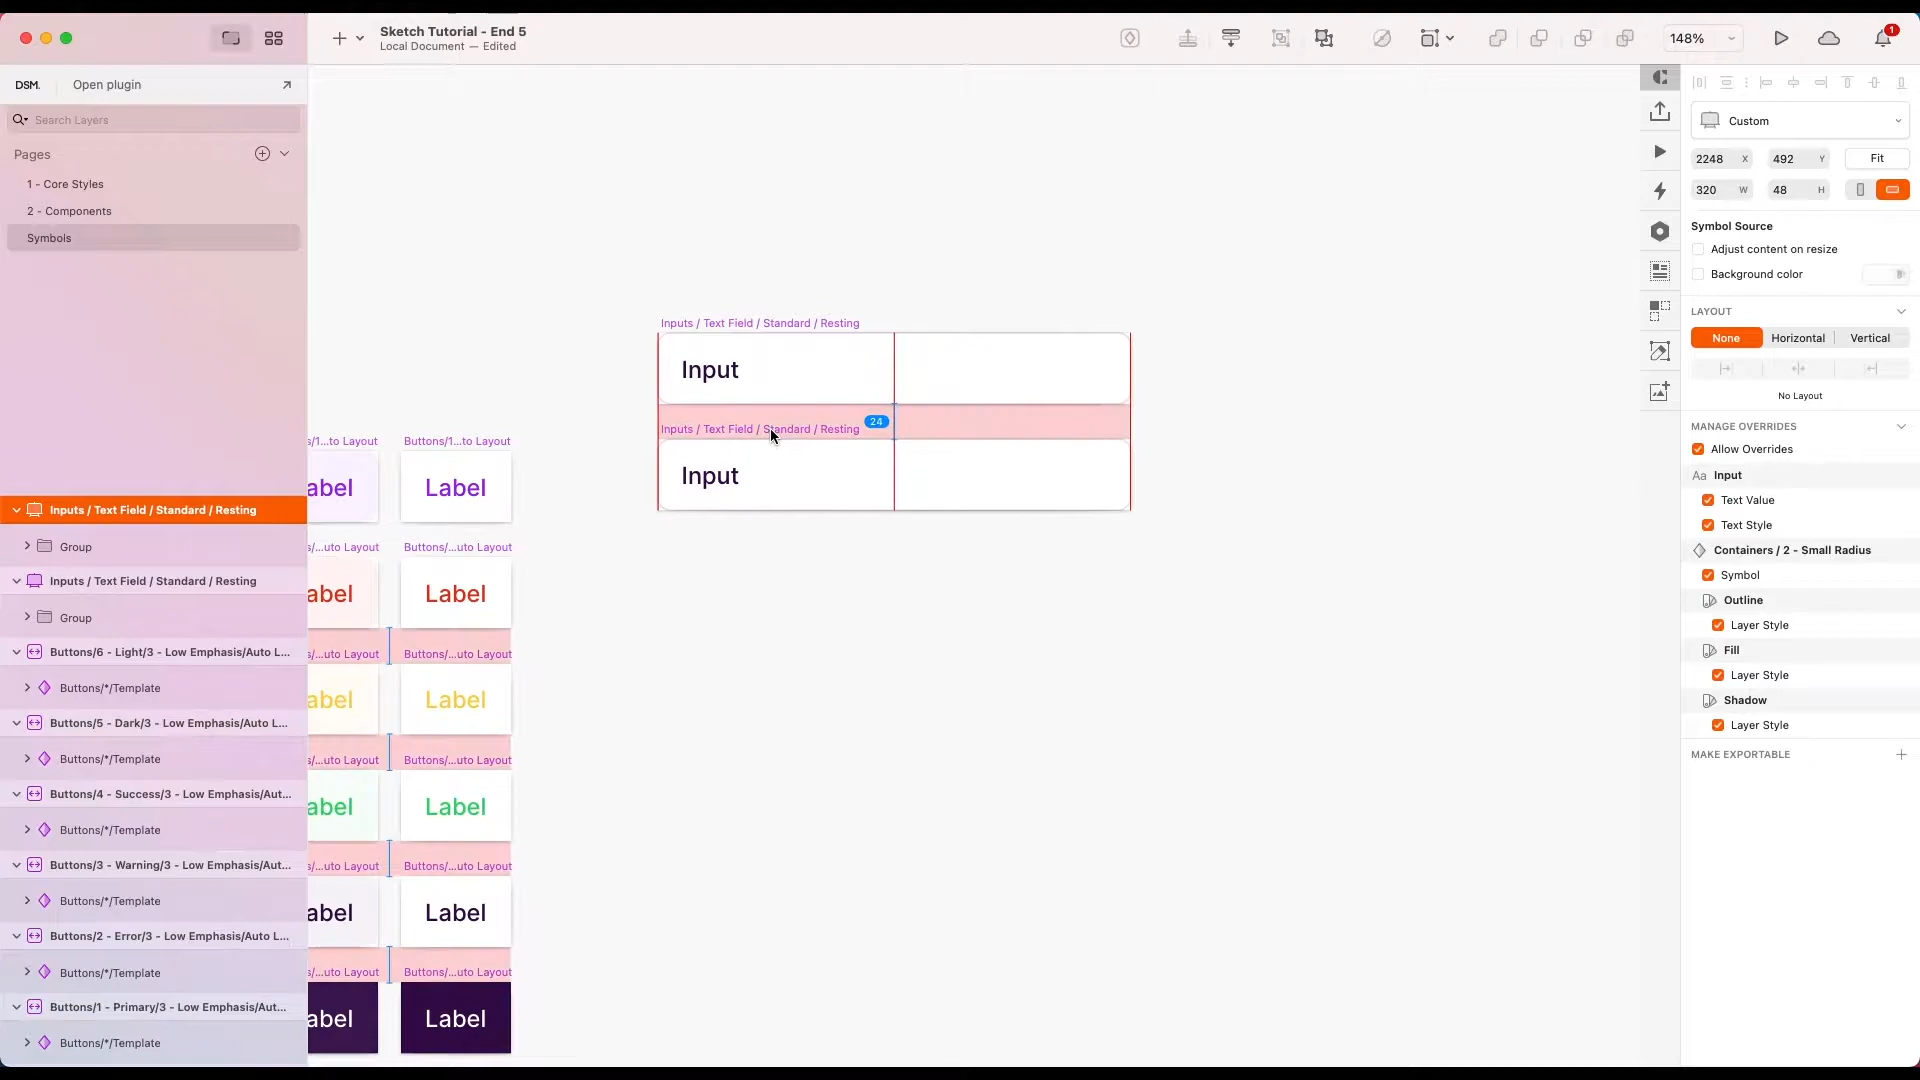 Sketch Tutorial - End 5
Local Document — Edited
148%
1
DSM.
Open plugin
Search Layers
Pages
1 - Core Styles
2 - Components
Symbols
Inputs / Text Field / Standard / Resting
Group
Inputs / Text Field / Standard / Resting
Group
Buttons/6 - Light/3 - Low Emphasis/Auto L...
Buttons/*/Template
Buttons/5 - Dark/3 - Low Emphasis/Auto L...
Buttons/*/Template
Buttons/4 - Success/3 - Low Emphasis/Aut...
Buttons/*/Template
Buttons/3 - Warning/3 - Low Emphasis/Aut...
Buttons/*/Template
Buttons/2 - Error/3 - Low Emphasis/Auto L...
Buttons/*/Template
Buttons/1 - Primary/3 - Low Emphasis/Aut...
Buttons/*/Template
Inputs / Text Field / Standard / Resting
Input
Inputs / Text Field / Standard / Resting
24
Input
s/1...to Layout
Buttons/1...to Layout
abel
Label
s/...uto Layout
Buttons/...uto Layout
abel
Label
s/...uto Layout
Buttons/...uto Layout
abel
Label
s/...uto Layout
Buttons/...uto Layout
abel
Label
s/...uto Layout
Buttons/...uto Layout
abel
Label
s/...uto Layout
Buttons/...uto Layout
abel
Label
Custom
2248 X
492 Y
Fit
320 W
48 H
Symbol Source
Adjust content on resize
Background color
LAYOUT
None
Horizontal
Vertical
No Layout
MANAGE OVERRIDES
Allow Overrides
Aa Input
Text Value
Text Style
Containers / 2 - Small Radius
Symbol
Outline
Layer Style
Fill
Layer Style
Shadow
Layer Style
MAKE EXPORTABLE